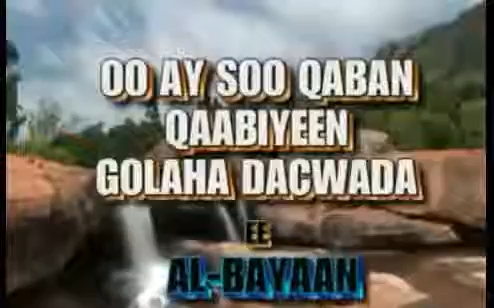 OO AY SOO QABAN
QAABIYEEN
GOLAHA DACWADA
EE
AL-BAYAAN